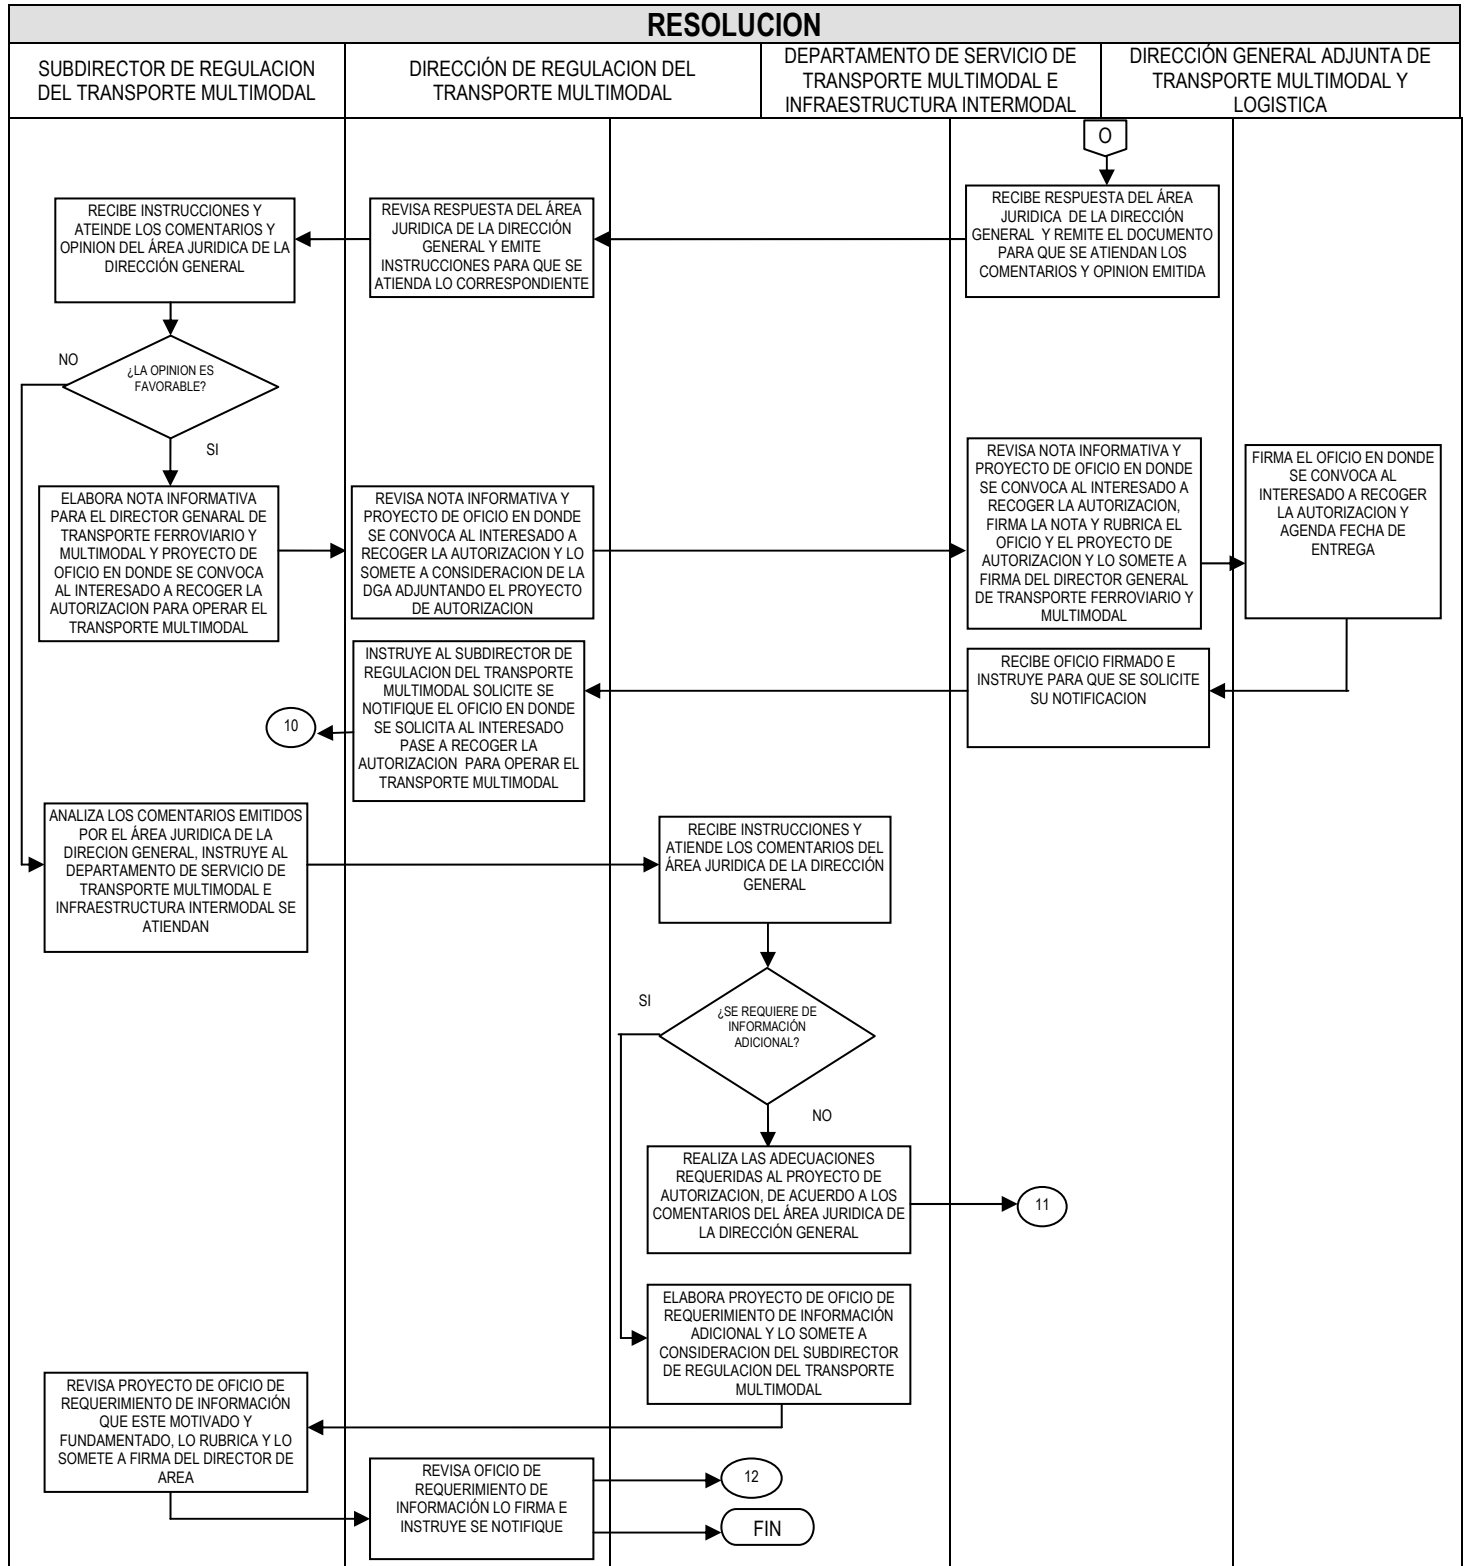 RESOLUCION
SUBDIRECTOR DE REGULACION
DEL TRANSPORTE MULTIMODAL
DIRECCIÓN DE REGULACION DEL
TRANSPORTE MULTIMODAL
DEPARTAMENTO DE SERVICIO DE
TRANSPORTE MULTIMODAL E
INFRAESTRUCTURA INTERMODAL
DIRECCIÓN GENERAL ADJUNTA DE
TRANSPORTE MULTIMODAL Y
LOGISTICA
O
RECIBE RESPUESTA DEL ÁREA
JURIDICA DE LA DIRECCIÓN
GENERAL Y REMITE EL DOCUMENTO
PARA QUE SE ATIENDAN LOS
COMENTARIOS Y OPINION EMITIDA
REVISA RESPUESTA DEL ÁREA
JURIDICA DE LA DIRECCIÓN
GENERAL Y EMITE
INSTRUCCIONES PARA QUE SE
ATIENDA LO CORRESPONDIENTE
RECIBE INSTRUCCIONES Y
ATEINDE LOS COMENTARIOS Y
OPINION DEL ÁREA JURIDICA DE LA
DIRECCIÓN GENERAL
NO
¿LA OPINION ES
FAVORABLE?
SI
ELABORA NOTA INFORMATIVA
PARA EL DIRECTOR GENARAL DE
TRANSPORTE FERROVIARIO Y
MULTIMODAL Y PROYECTO DE
OFICIO EN DONDE SE CONVOCA
AL INTERESADO A RECOGER LA
AUTORIZACION PARA OPERAR EL
TRANSPORTE MULTIMODAL
REVISA NOTA INFORMATIVA Y
PROYECTO DE OFICIO EN DONDE
SE CONVOCA AL INTERESADO A
RECOGER LA AUTORIZACION Y LO
SOMETE A CONSIDERACION DE LA
DGA ADJUNTANDO EL PROYECTO
DE AUTORIZACION
REVISA NOTA INFORMATIVA Y
PROYECTO DE OFICIO EN DONDE
SE CONVOCA AL INTERESADO A
RECOGER LA AUTORIZACION,
FIRMA LA NOTA Y RUBRICA EL
OFICIO Y EL PROYECTO DE
AUTORIZACION Y LO SOMETE A
FIRMA DEL DIRECTOR GENERAL
DE TRANSPORTE FERROVIARIO Y
MULTIMODAL
FIRMA EL OFICIO EN DONDE
SE CONVOCA AL
INTERESADO A RECOGER
LA AUTORIZACION Y
AGENDA FECHA DE
ENTREGA
RECIBE OFICIO FIRMADO E
INSTRUYE PARA QUE SE SOLICITE
SU NOTIFICACION
INSTRUYE AL SUBDIRECTOR DE
REGULACION DEL TRANSPORTE
MULTIMODAL SOLICITE SE
NOTIFIQUE EL OFICIO EN DONDE
SE SOLICITA AL INTERESADO
PASE A RECOGER LA
AUTORIZACION PARA OPERAR EL
TRANSPORTE MULTIMODAL
10
ANALIZA LOS COMENTARIOS EMITIDOS
POR EL ÁREA JURIDICA DE LA
DIRECION GENERAL, INSTRUYE AL
DEPARTAMENTO DE SERVICIO DE
TRANSPORTE MULTIMODAL E
INFRAESTRUCTURA INTERMODAL SE
ATIENDAN
RECIBE INSTRUCCIONES Y
ATIENDE LOS COMENTARIOS DEL
ÁREA JURIDICA DE LA DIRECCIÓN
GENERAL
SI
¿SE REQUIERE DE
INFORMACIÓN
ADICIONAL?
NO
REALIZA LAS ADECUACIONES
REQUERIDAS AL PROYECTO DE
AUTORIZACION, DE ACUERDO A LOS
COMENTARIOS DEL ÁREA JURIDICA DE
LA DIRECCIÓN GENERAL
11
ELABORA PROYECTO DE OFICIO DE
REQUERIMIENTO DE INFORMACIÓN
ADICIONAL Y LO SOMETE A
CONSIDERACION DEL SUBDIRECTOR
DE REGULACION DEL TRANSPORTE
MULTIMODAL
REVISA PROYECTO DE OFICIO DE
REQUERIMIENTO DE INFORMACIÓN
QUE ESTE MOTIVADO Y
FUNDAMENTADO, LO RUBRICA Y LO
SOMETE A FIRMA DEL DIRECTOR DE
AREA
REVISA OFICIO DE
REQUERIMIENTO DE
INFORMACIÓN LO FIRMA E
INSTRUYE SE NOTIFIQUE
12
FIN